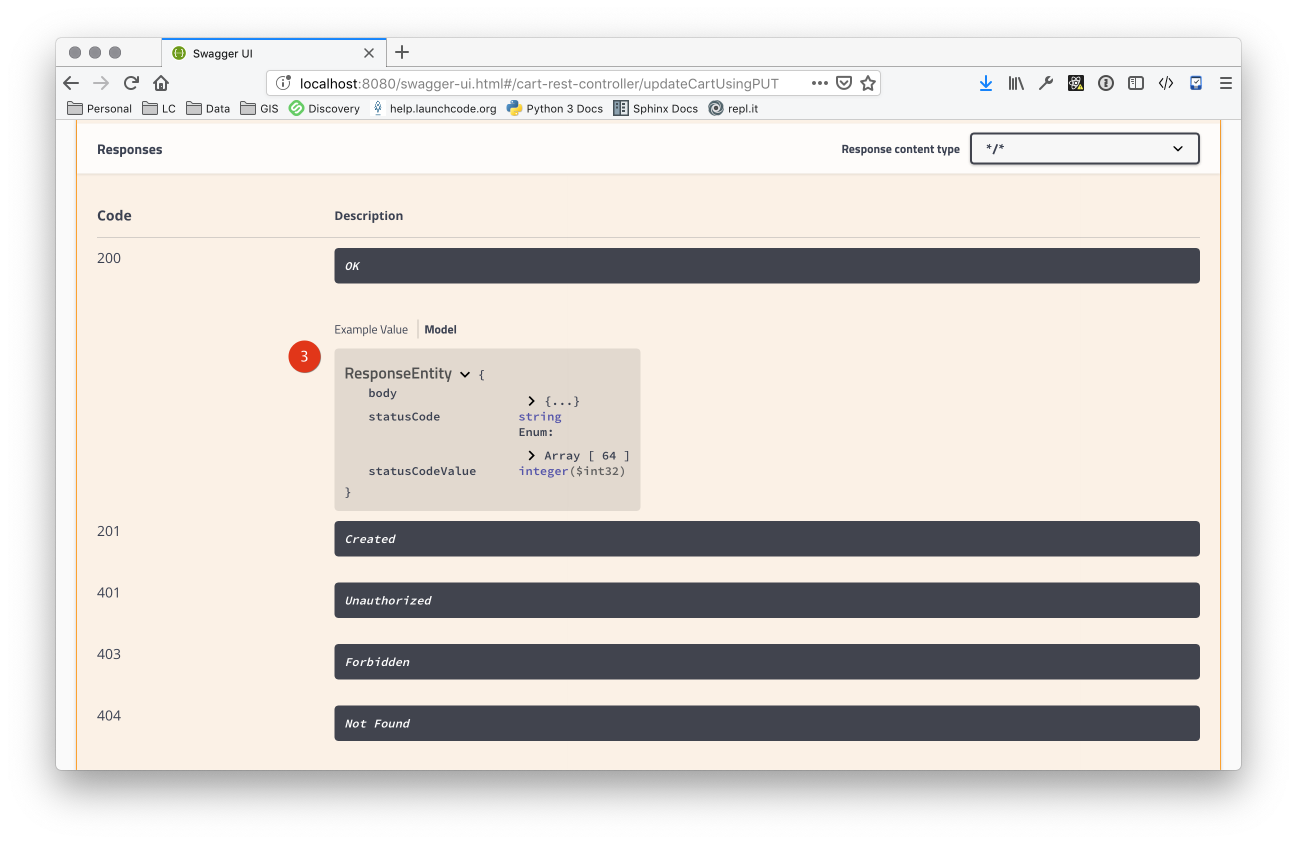 Swagger UI
localhost:8080/swagger-ui.html#/cart-rest-controller/updateCartUsingPUT
Personal LC Data GIS Discovery help.launchcode.org Python 3 Docs Sphinx Docs repl.it
Responses Response content type */*
Code Description
200 OK
Example Value Model
3
ResponseEntity {
body {...}
statusCode string
Enum:
Array [ 64 ]
statusCodeValue integer($int32)
}
201 Created
401 Unauthorized
403 Forbidden
404 Not Found